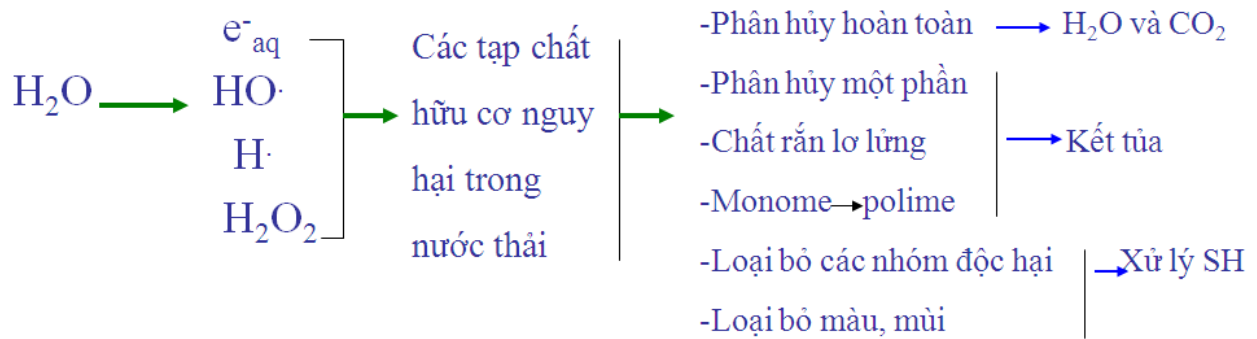 H₂O
e⁻aq
HO·
H·
H₂O₂
Các tạp chất
hữu cơ nguy
hại trong
nước thải
-Phân hủy hoàn toàn → H₂O và CO₂
-Phân hủy một phần
-Chất rắn lơ lửng
-Monome→polime
Kết tủa
-Loại bỏ các nhóm độc hại
-Loại bỏ màu, mùi
Xử lý SH